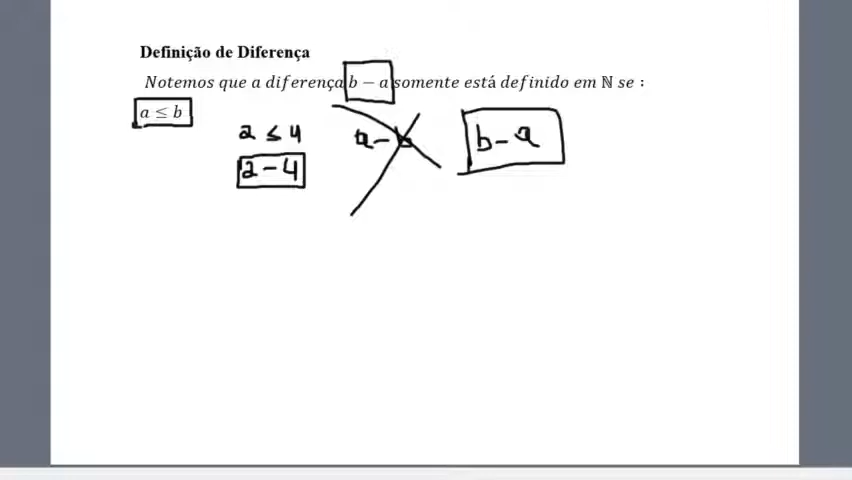 Definição de Diferença
Notemos que a diferença b − a somente está definido em ℕ se :
a ≤ b
2 ≤ 4
a − b
b − a
2 − 4